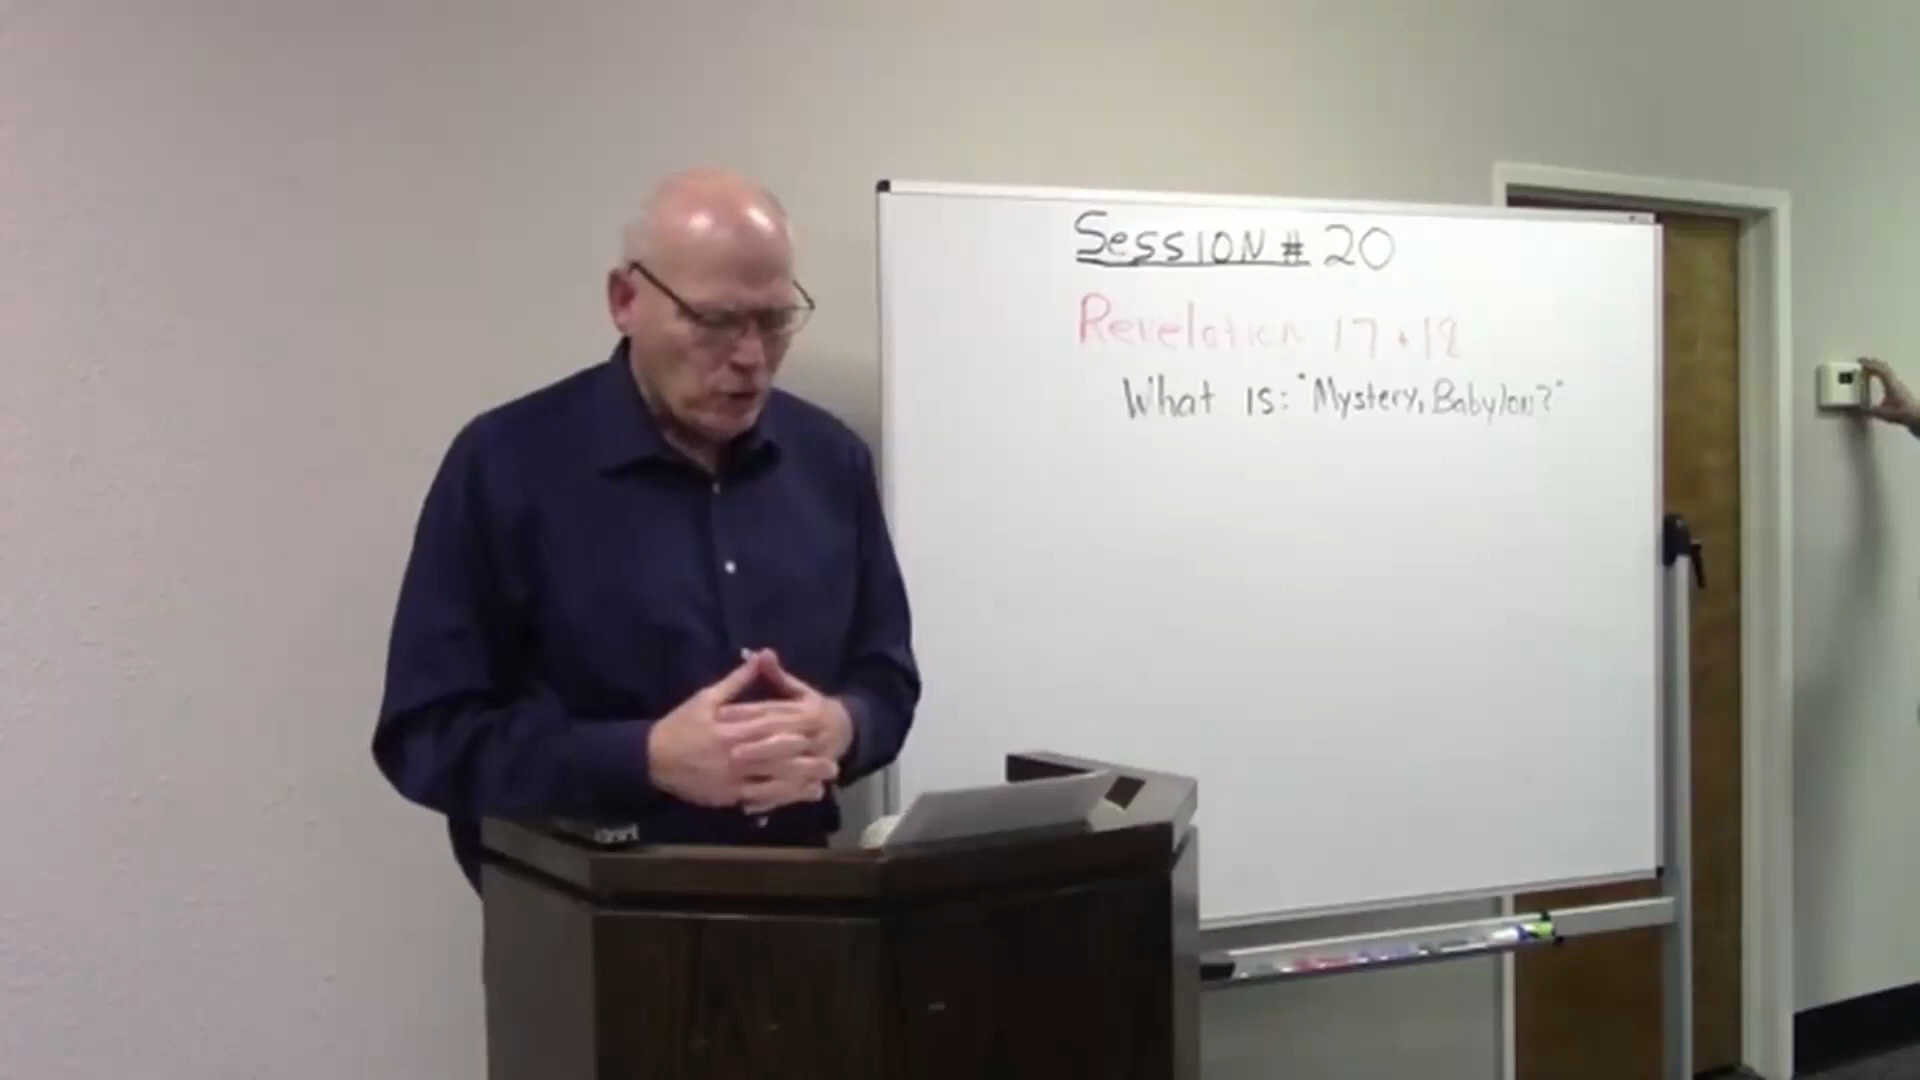 Session # 20
Revelation 17 + 18
What is: "Mystery, Babylon?"